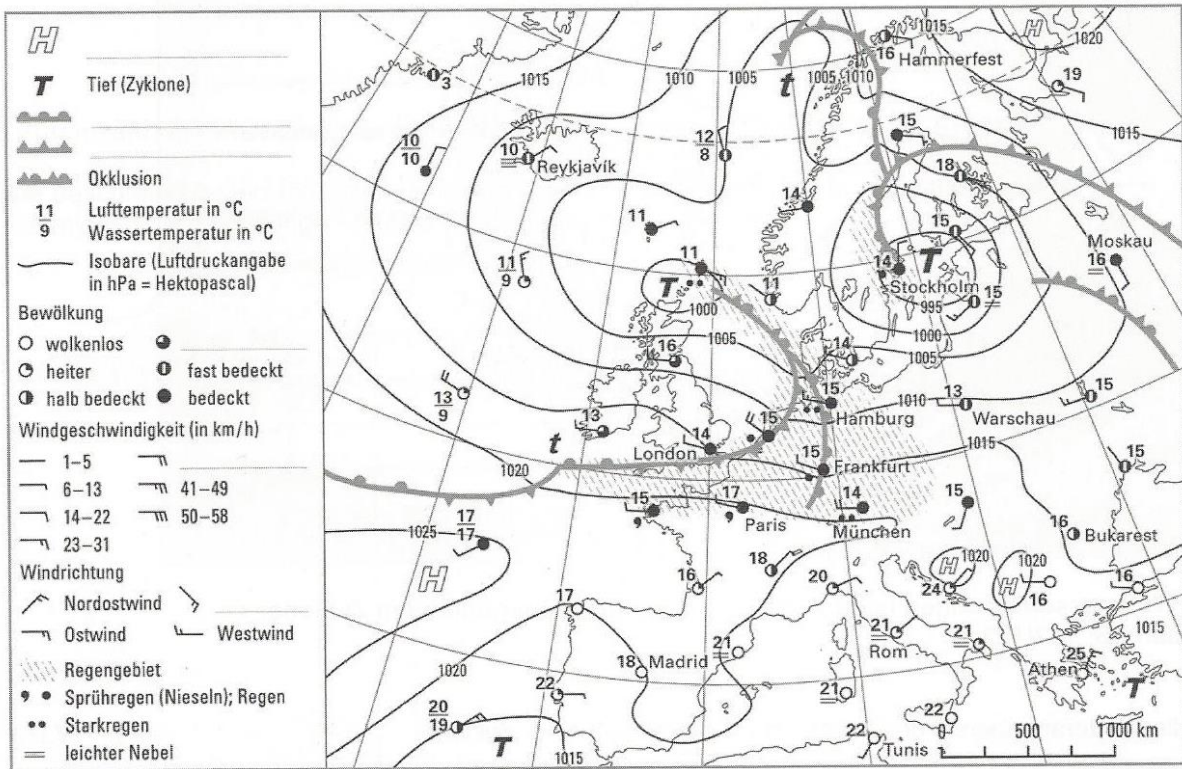 H
T Tief (Zyklone)
Okklusion
11 Lufttemperatur in °C
9 Wassertemperatur in °C
Isobare (Luftdruckangabe
in hPa = Hektopascal)
Bewölkung
wolkenlos
heiter fast bedeckt
halb bedeckt bedeckt
Windgeschwindigkeit (in km/h)
1–5
6–13 41–49
14–22 50–58
23–31
Windrichtung
Nordostwind
Ostwind Westwind
Regengebiet
Sprühregen (Nieseln); Regen
Starkregen
leichter Nebel
1015 H 1020
16
Hammerfest
1015 1010 1005 1005 1010
3 t 19
15 1015
10
10
10
Reykjavík
12
8
18
14 15
11 Moskau
16
11
9
11 T 14 T
Stockholm
15
11
T 1000 995
1000
1005 1005
16 14
13
9
15 1010 13 15
Hamburg Warschau
13 15
t London 14 1015
1020 15 Frankfurt 15
15 17 14 15
Paris München
1025 17
17
16
Bukarest
H 18 1020 1020
16 20 H H
17 24 16 16
21 21 1015
18 Madrid 21 Rom 25
1020 Athen
22 21 T
20
19
22
T 22 0 500 1000 km
1015 Tunis